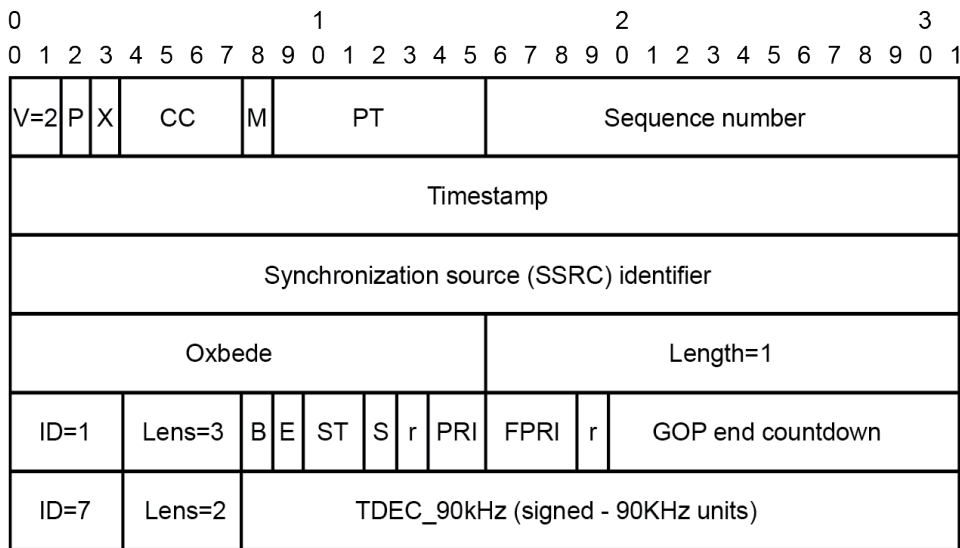 0 1 2 3
0 1 2 3 4 5 6 7 8 9 0 1 2 3 4 5 6 7 8 9 0 1 2 3 4 5 6 7 8 9 0 1
V=2 P X CC M PT Sequence number
Timestamp
Synchronization source (SSRC) identifier
Oxbede Length=1
ID=1 Lens=3 B E ST S r PRI FPRI r GOP end countdown
ID=7 Lens=2 TDEC_90kHz (signed - 90KHz units)